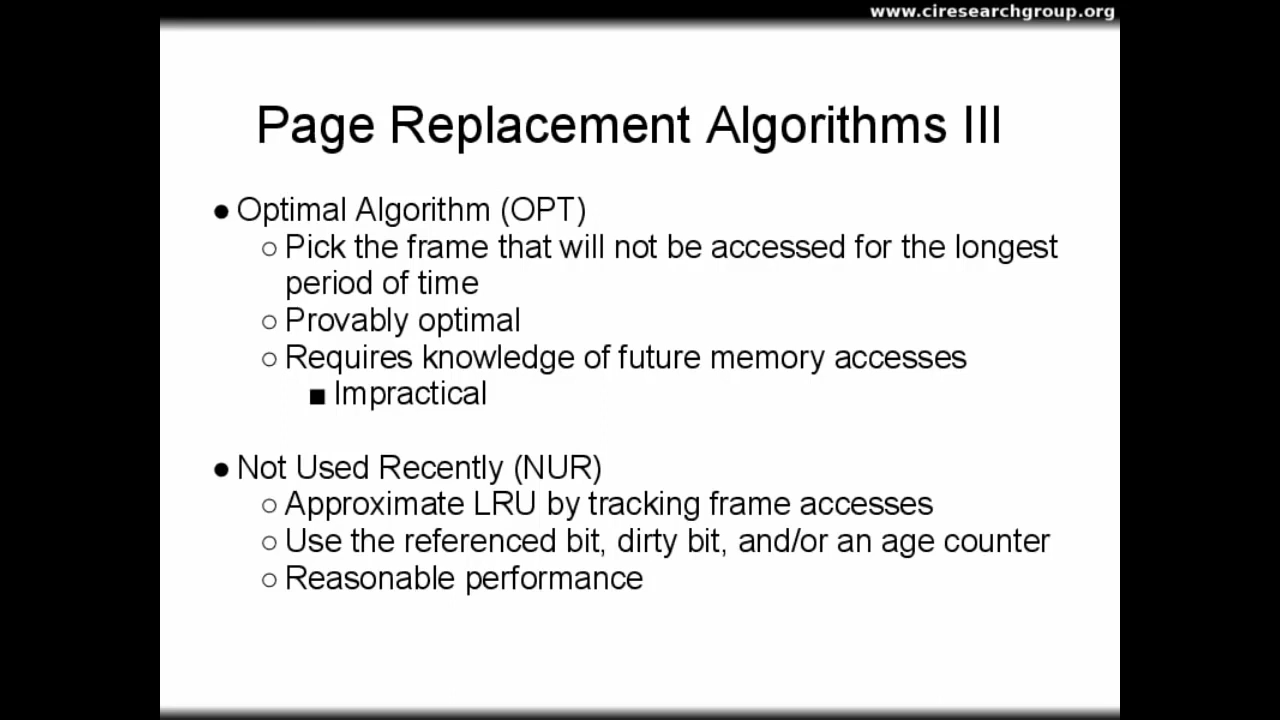 www.ciresearchgroup.org
Page Replacement Algorithms III
● Optimal Algorithm (OPT)
○ Pick the frame that will not be accessed for the longest
period of time
○ Provably optimal
○ Requires knowledge of future memory accesses
■ Impractical
● Not Used Recently (NUR)
○ Approximate LRU by tracking frame accesses
○ Use the referenced bit, dirty bit, and/or an age counter
○ Reasonable performance